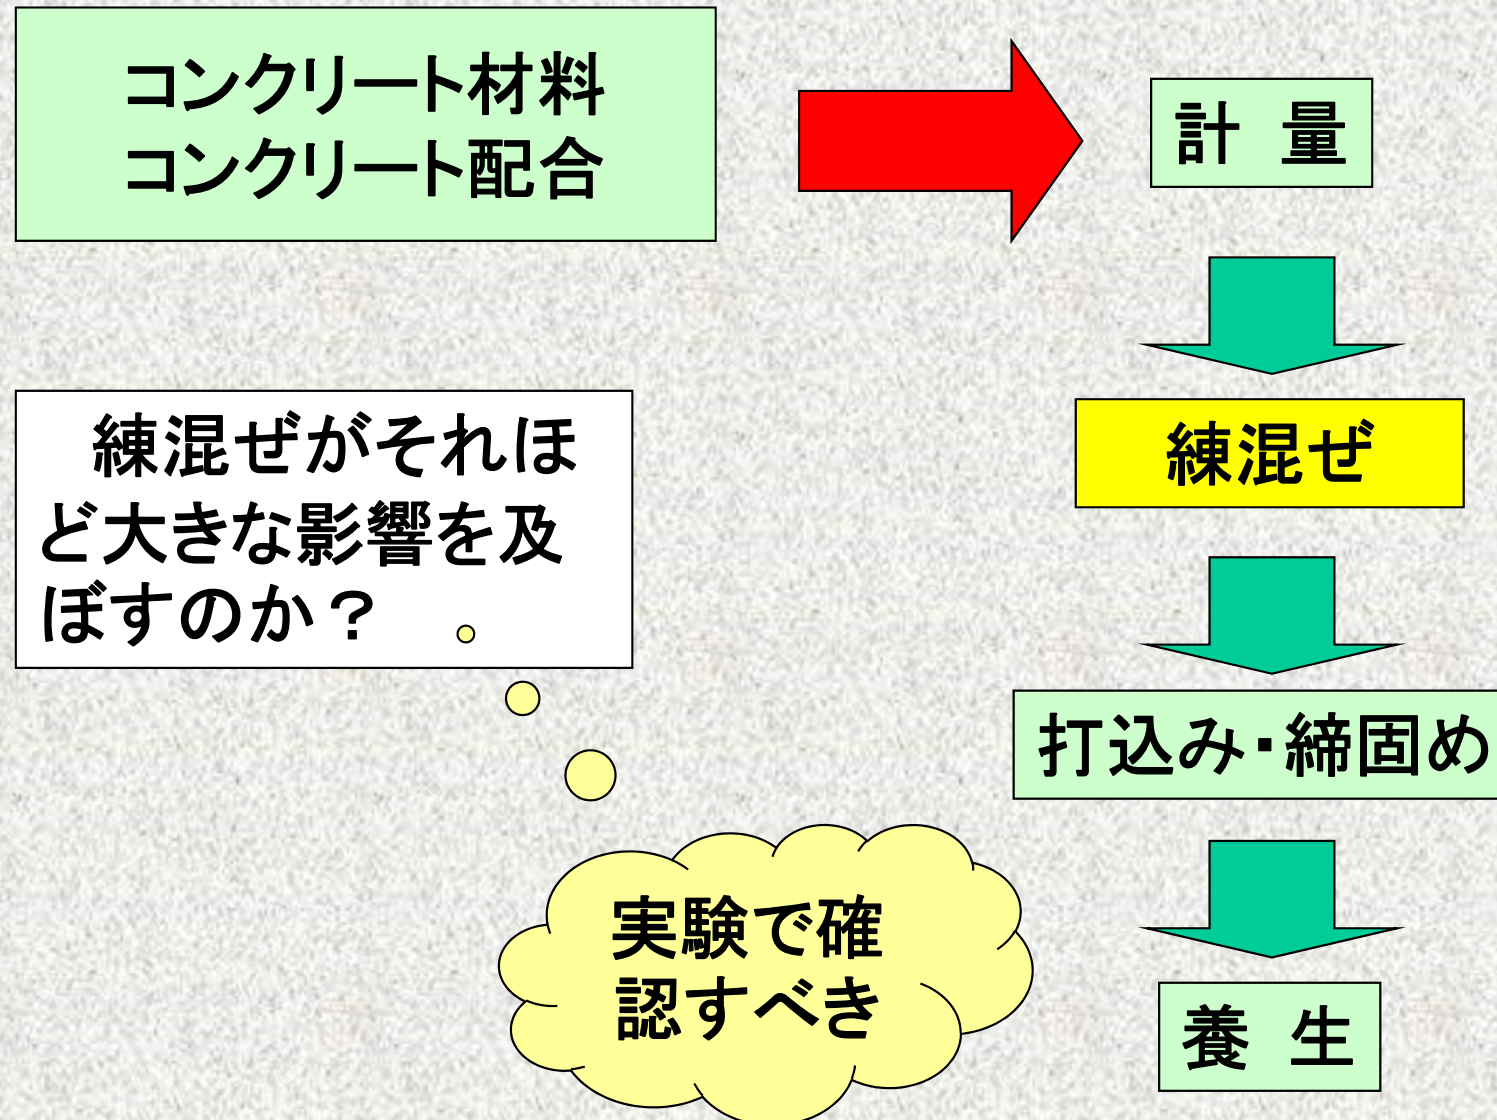 コンクリート材料
コンクリート配合
計 量
練混ぜがそれほ
ど大きな影響を及
ぼすのか？
練混ぜ
打込み・締固め
実験で確
認すべき
養 生